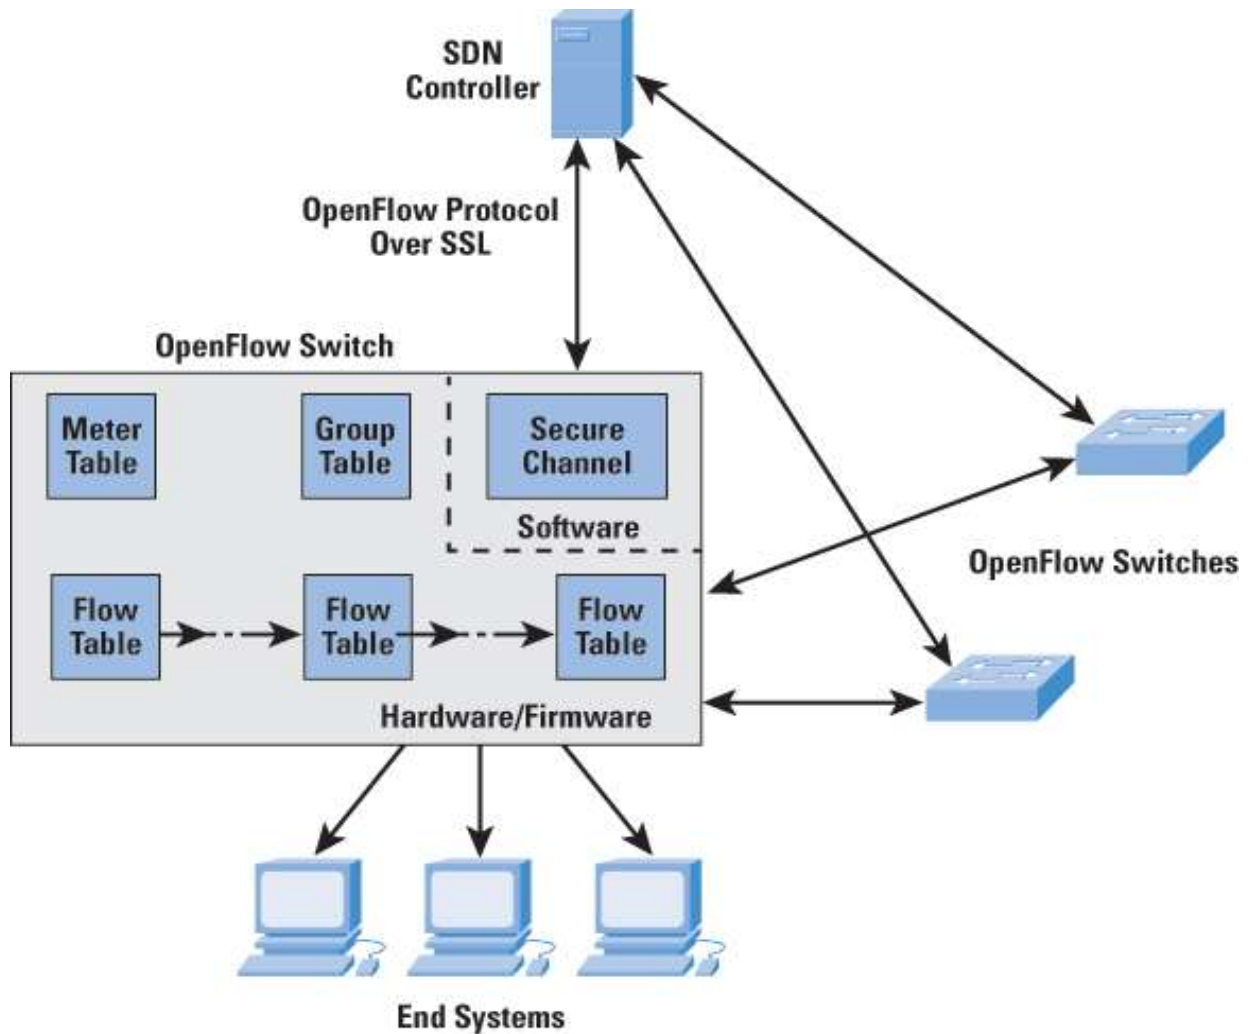 SDN
Controller
OpenFlow Protocol
Over SSL
OpenFlow Switch
Meter
Table
Group
Table
Secure
Channel
Software
OpenFlow Switches
Flow
Table
Flow
Table
Flow
Table
Hardware/Firmware
End Systems